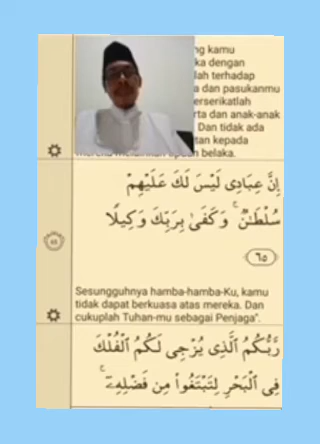 ng kamu
ka dengan
lah terhadap
a dan pasukanmu
erserikatlah
rta dan anak-anak
Dan tidak ada
tan kepada
belaka.
إِنَّ عِبَادِى لَيْسَ لَكَ عَلَيْهِمْ
سُلْطَـٰنٌ ۚ وَكَفَىٰ بِرَبِّكَ وَكِيلًا
٦٥
Sesungguhnya hamba-hamba-Ku, kamu
tidak dapat berkuasa atas mereka. Dan
cukuplah Tuhan-mu sebagai Penjaga".
رَّبُّكُمُ ٱلَّذِى يُزْجِى لَكُمُ ٱلْفُلْكَ
فِى ٱلْبَحْرِ لِتَبْتَغُوا۟ مِن فَضْلِهِۦٓ ۚ